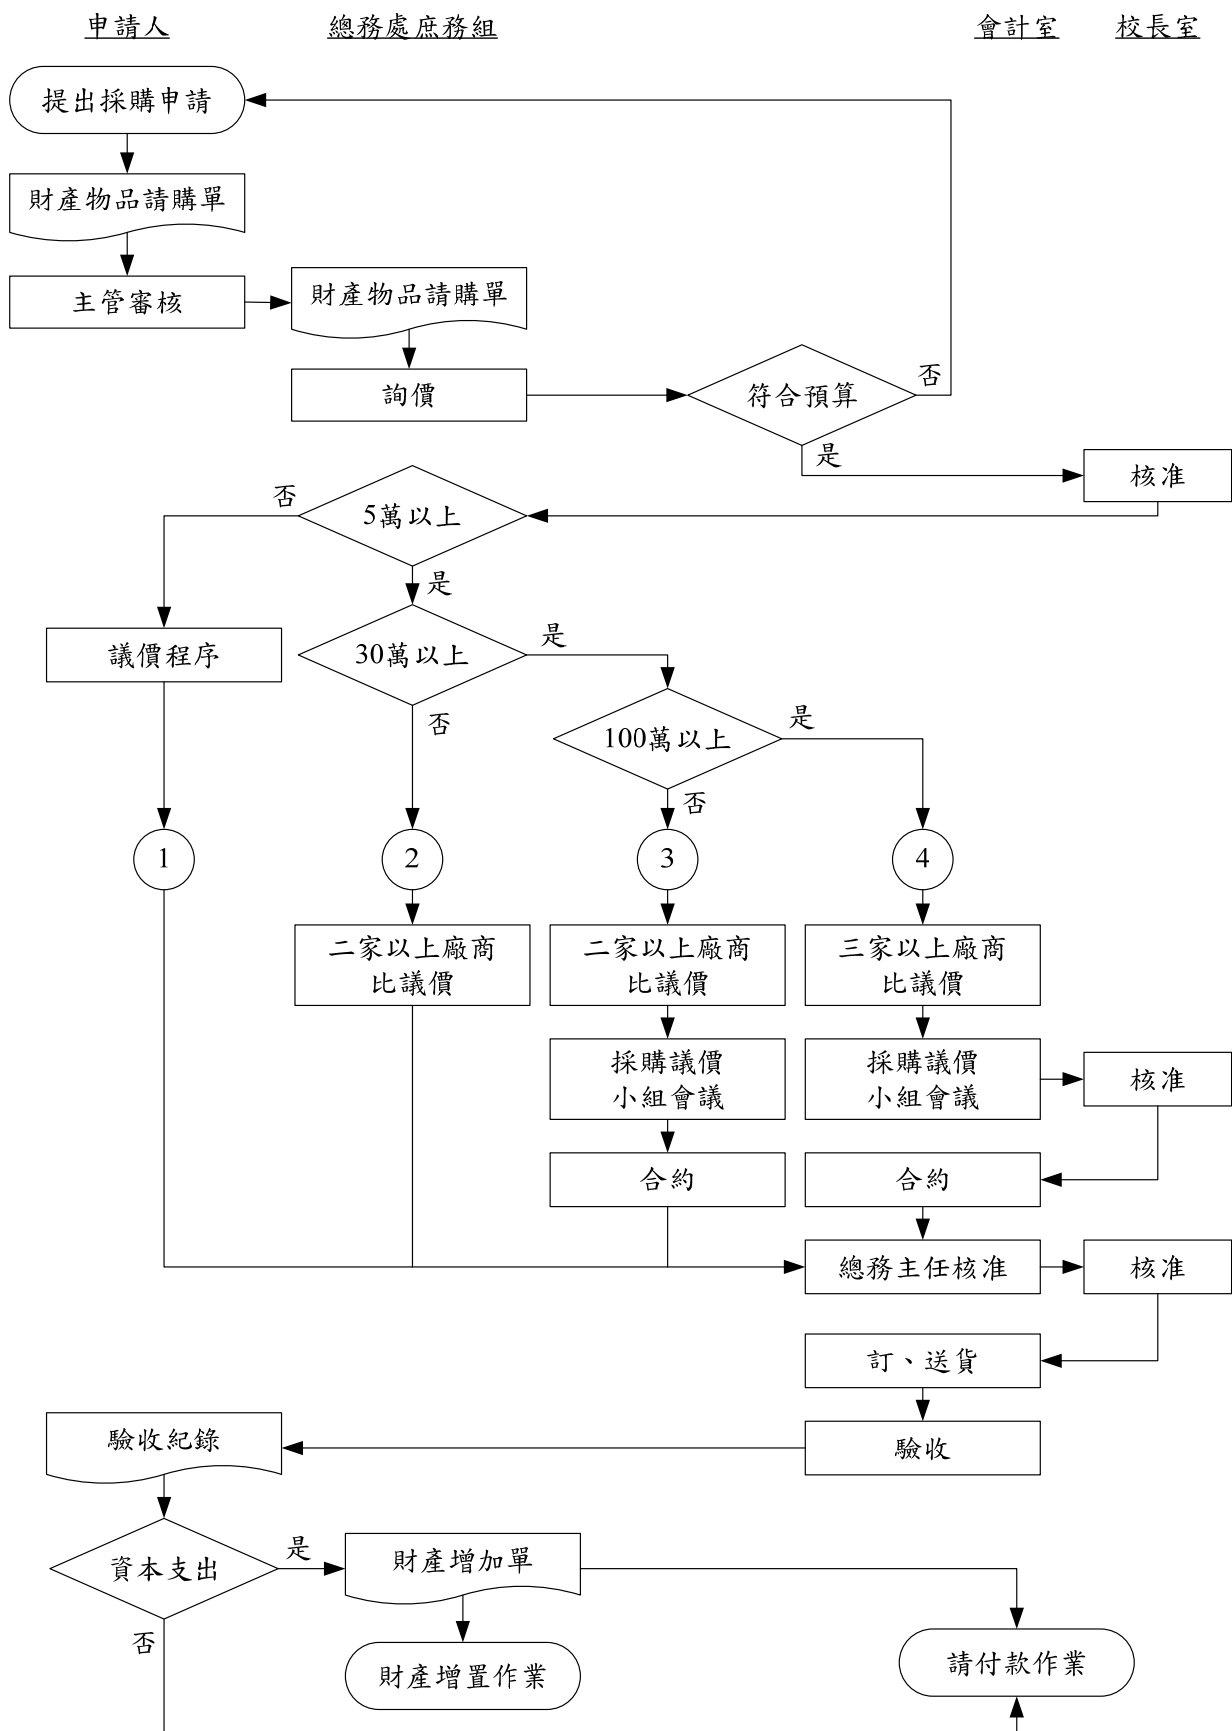 申請人
總務處庶務組
會計室
校長室
提出採購申請
財產物品請購單
主管審核
財產物品請購單
詢價
符合預算
否
是
核准
5萬以上
否
是
議價程序
30萬以上
是
否
100萬以上
是
否
1
2
3
4
二家以上廠商
比議價
二家以上廠商
比議價
三家以上廠商
比議價
採購議價
小組會議
採購議價
小組會議
核准
合約
合約
總務主任核准
核准
訂、送貨
驗收紀錄
驗收
資本支出
是
否
財產增加單
財產增置作業
請付款作業